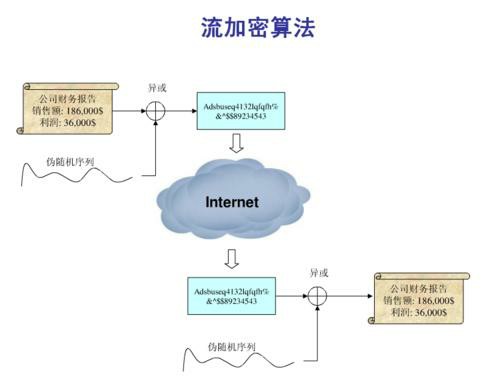 流加密算法
公司财务报告
销售额: 186,000$
利润: 36,000$
异或
Adsbuseq4132Iqfqfh%
&^$$89234543
伪随机序列
Internet
Adsbuseq4132Iqfqfh%
&^$$89234543
异或
公司财务报告
销售额: 186,000$
利润: 36,000$
伪随机序列